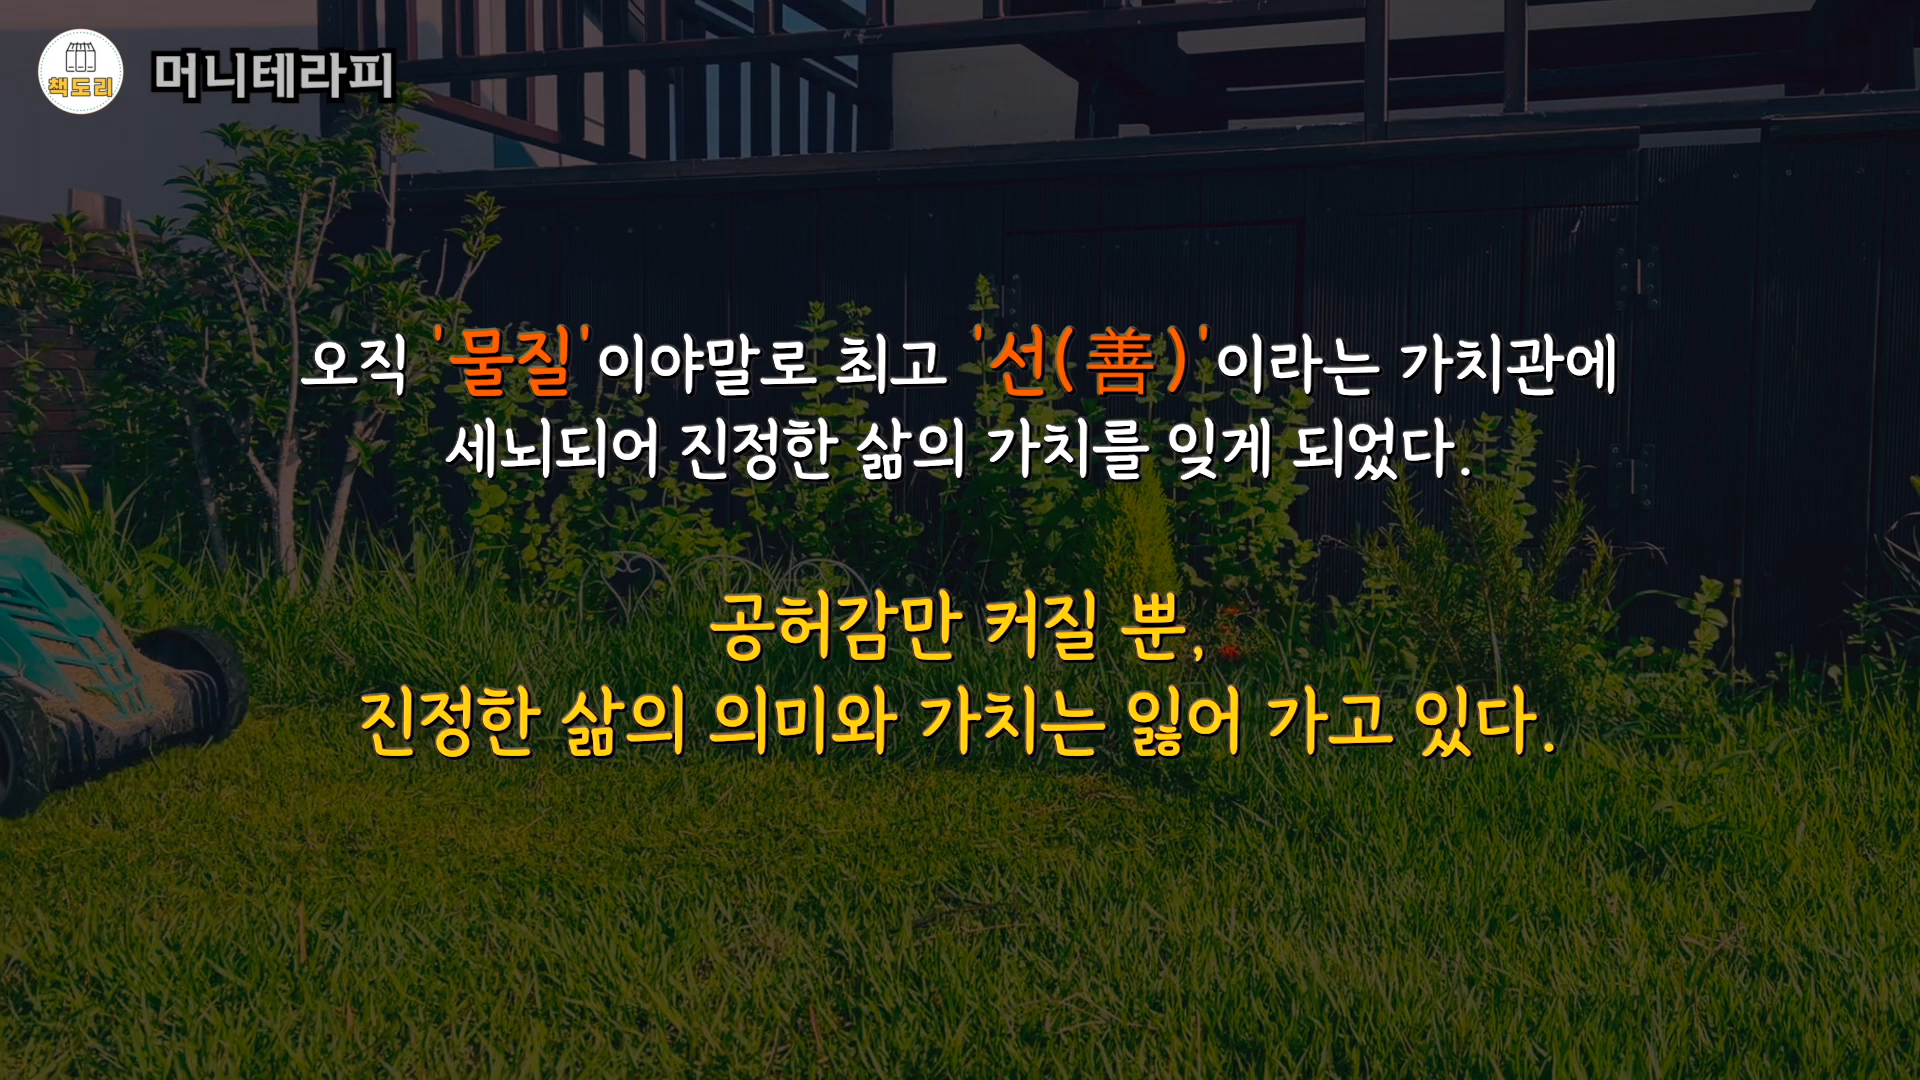 책도리
머니테라피
오직 '물질'이야말로 최고 '선(善)'이라는 가치관에
세뇌되어 진정한 삶의 가치를 잊게 되었다.
공허감만 커질 뿐,
진정한 삶의 의미와 가치는 잃어 가고 있다.